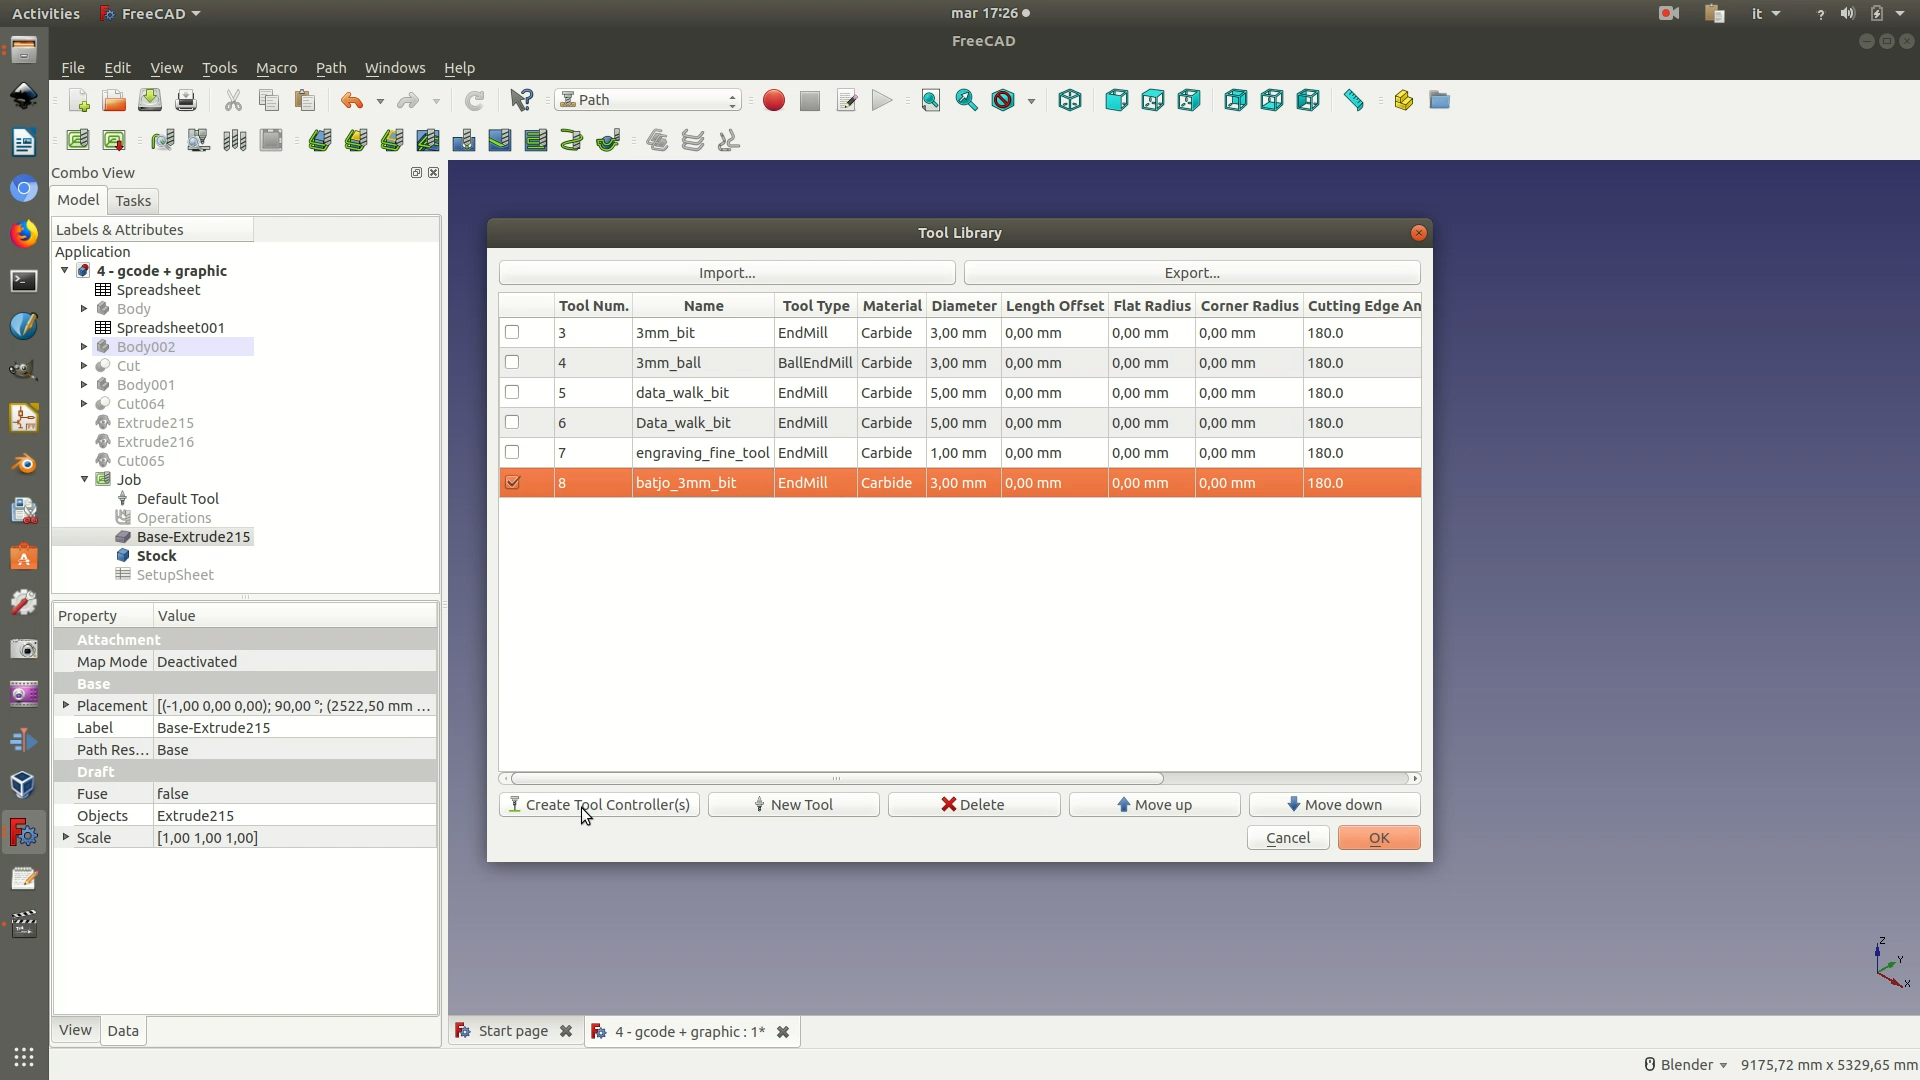 Activities FreeCAD mar 17:26 it ?
FreeCAD
File Edit View Tools Macro Path Windows Help
Path
Combo View
Model Tasks
Labels & Attributes
Application
4 - gcode + graphic
Spreadsheet
Body
Spreadsheet001
Body002
Cut
Body001
Cut064
Extrude215
Extrude216
Cut065
Job
Default Tool
Operations
Base-Extrude215
Stock
SetupSheet
Property Value
Attachment
Map Mode Deactivated
Base
Placement [(-1,00 0,00 0,00); 90,00 °; (2522,50 mm ...
Label Base-Extrude215
Path Res... Base
Draft
Fuse false
Objects Extrude215
Scale [1,00 1,00 1,00]
View Data
Tool Library
Import... Export...
Tool Num. Name Tool Type Material Diameter Length Offset Flat Radius Corner Radius Cutting Edge An
3 3mm_bit EndMill Carbide 3,00 mm 0,00 mm 0,00 mm 0,00 mm 180.0
4 3mm_ball BallEndMill Carbide 3,00 mm 0,00 mm 0,00 mm 0,00 mm 180.0
5 data_walk_bit EndMill Carbide 5,00 mm 0,00 mm 0,00 mm 0,00 mm 180.0
6 Data_walk_bit EndMill Carbide 5,00 mm 0,00 mm 0,00 mm 0,00 mm 180.0
7 engraving_fine_tool EndMill Carbide 1,00 mm 0,00 mm 0,00 mm 0,00 mm 180.0
8 batjo_3mm_bit EndMill Carbide 3,00 mm 0,00 mm 0,00 mm 0,00 mm 180.0
Create Tool Controller(s) New Tool Delete Move up Move down
Cancel OK
Z
Y
X
Start page 4 - gcode + graphic : 1*
Blender 9175,72 mm x 5329,65 mm